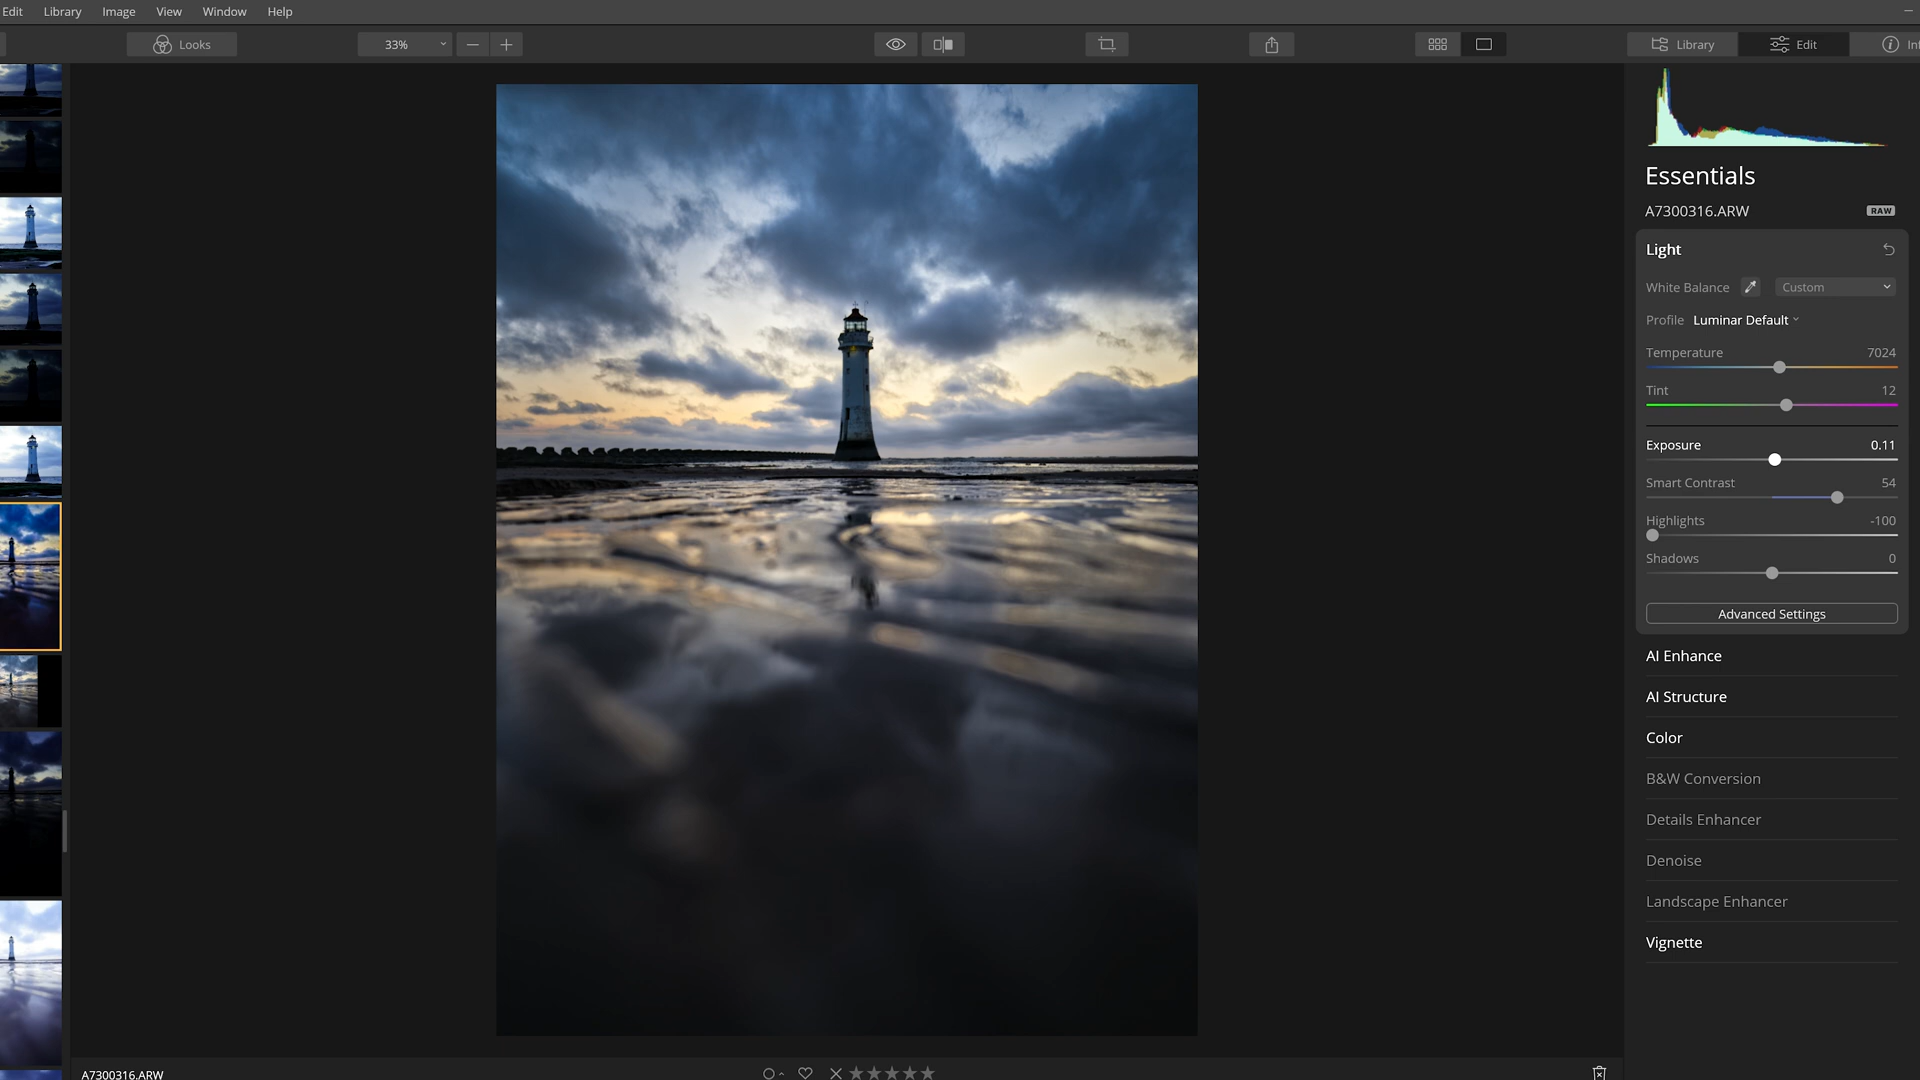 Edit Library Image View Window Help
Looks 33% Library Edit
Essentials
A7300316.ARW RAW
Light
White Balance Custom
Profile Luminar Default
Temperature 7024
Tint 12
Exposure 0.11
Smart Contrast 54
Highlights -100
Shadows 0
Advanced Settings
AI Enhance
AI Structure
Color
B&W Conversion
Details Enhancer
Denoise
Landscape Enhancer
Vignette
A7300316.ARW